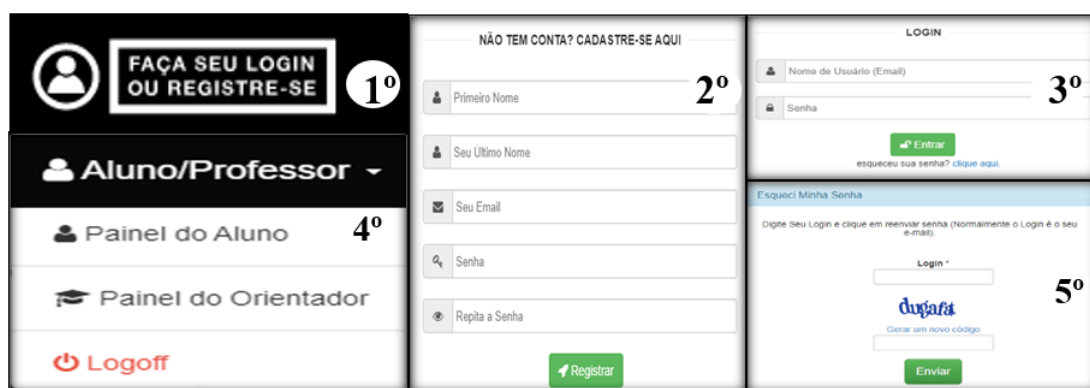 FAÇA SEU LOGIN
OU REGISTRE-SE
1º
Aluno/Professor
Painel do Aluno
4º
Painel do Orientador
Logoff
NÃO TEM CONTA? CADASTRE-SE AQUI
2º
Primeiro Nome
Seu Último Nome
Seu Email
Senha
Repita a Senha
Registrar
LOGIN
Nome de Usuário (Email)
3º
Senha
Entrar
esqueceu sua senha? clique aqui.
Esqueci Minha Senha
Digite Seu Login e clique em reenviar senha (Normalmente o Login é o seu
e-mail).
Login *
5º
dugafat
Gerar um novo código
Enviar